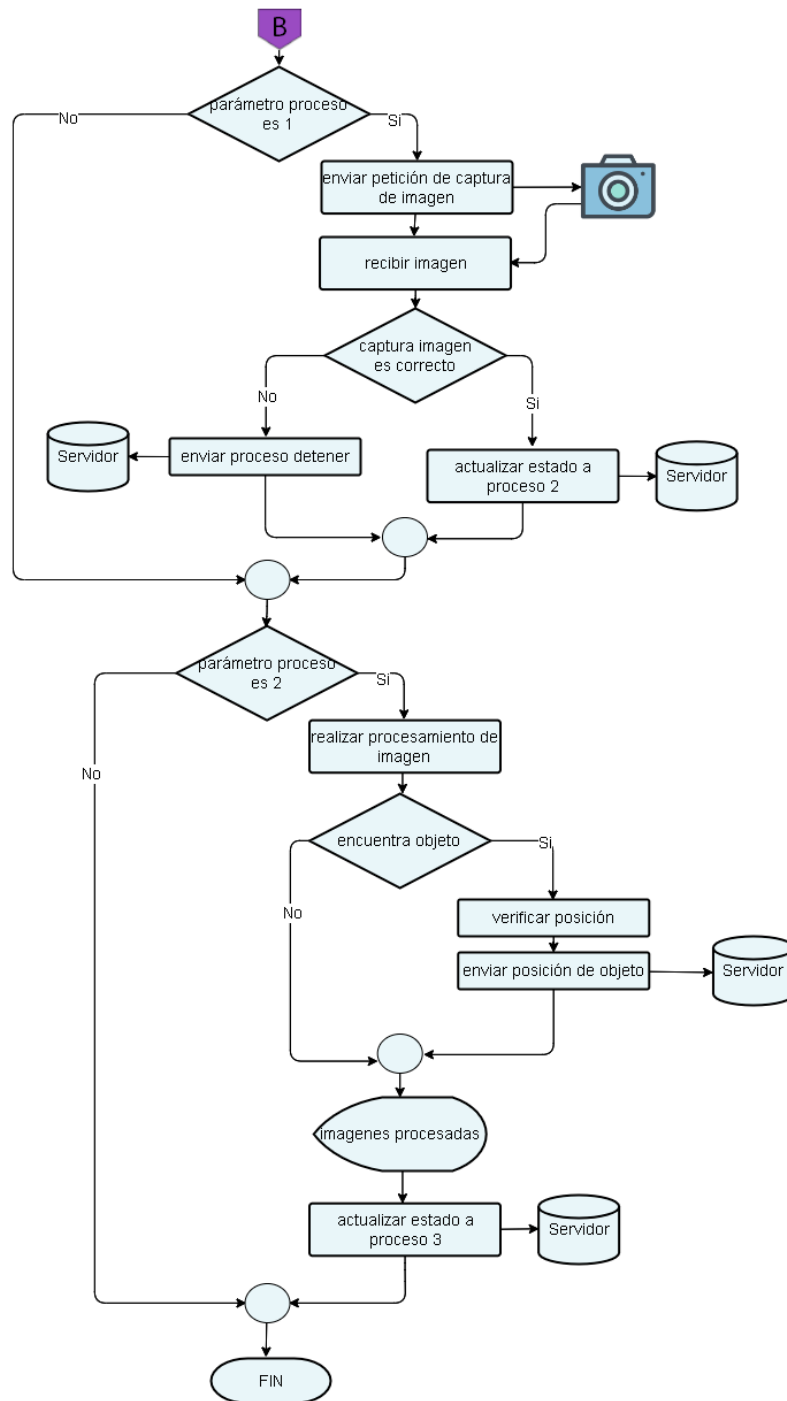 B
parámetro proceso
es 1
No
Si
enviar petición de captura
de imagen
recibir imagen
captura imagen
es correcto
No
Si
Servidor
enviar proceso detener
actualizar estado a
proceso 2
Servidor
parámetro proceso
es 2
Si
No
realizar procesamiento de
imagen
encuentra objeto
Si
No
verificar posición
enviar posición de objeto
Servidor
imagenes procesadas
actualizar estado a
proceso 3
Servidor
FIN